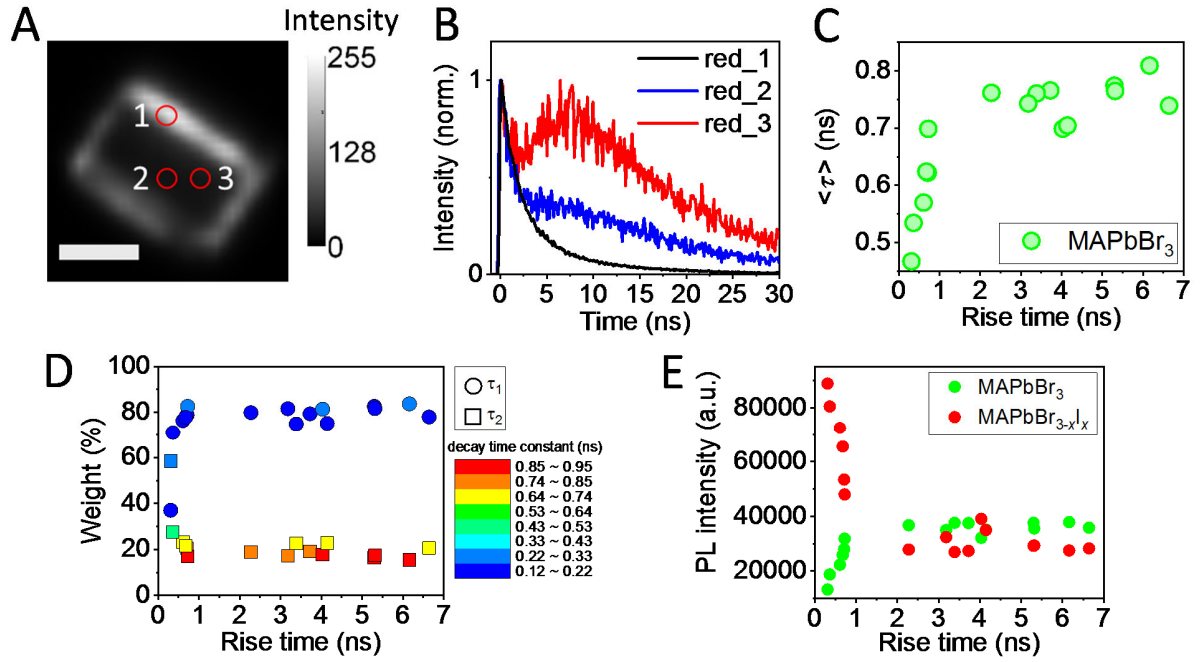 A
Intensity
255
128
0
1
2
3
B
Intensity (norm.)
1
0
0
5
10
15
20
25
30
Time (ns)
red_1
red_2
red_3
C
<τ> (ns)
0.8
0.7
0.6
0.5
0
1
2
3
4
5
6
7
Rise time (ns)
MAPbBr₃
D
Weight (%)
100
80
60
40
20
0
0
1
2
3
4
5
6
7
Rise time (ns)
τ₁
τ₂
decay time constant (ns)
0.85 ~ 0.95
0.74 ~ 0.85
0.64 ~ 0.74
0.53 ~ 0.64
0.43 ~ 0.53
0.33 ~ 0.43
0.22 ~ 0.33
0.12 ~ 0.22
E
PL intensity (a.u.)
80000
60000
40000
20000
0
1
2
3
4
5
6
7
Rise time (ns)
MAPbBr₃
MAPbBr₃₋ₓIₓ